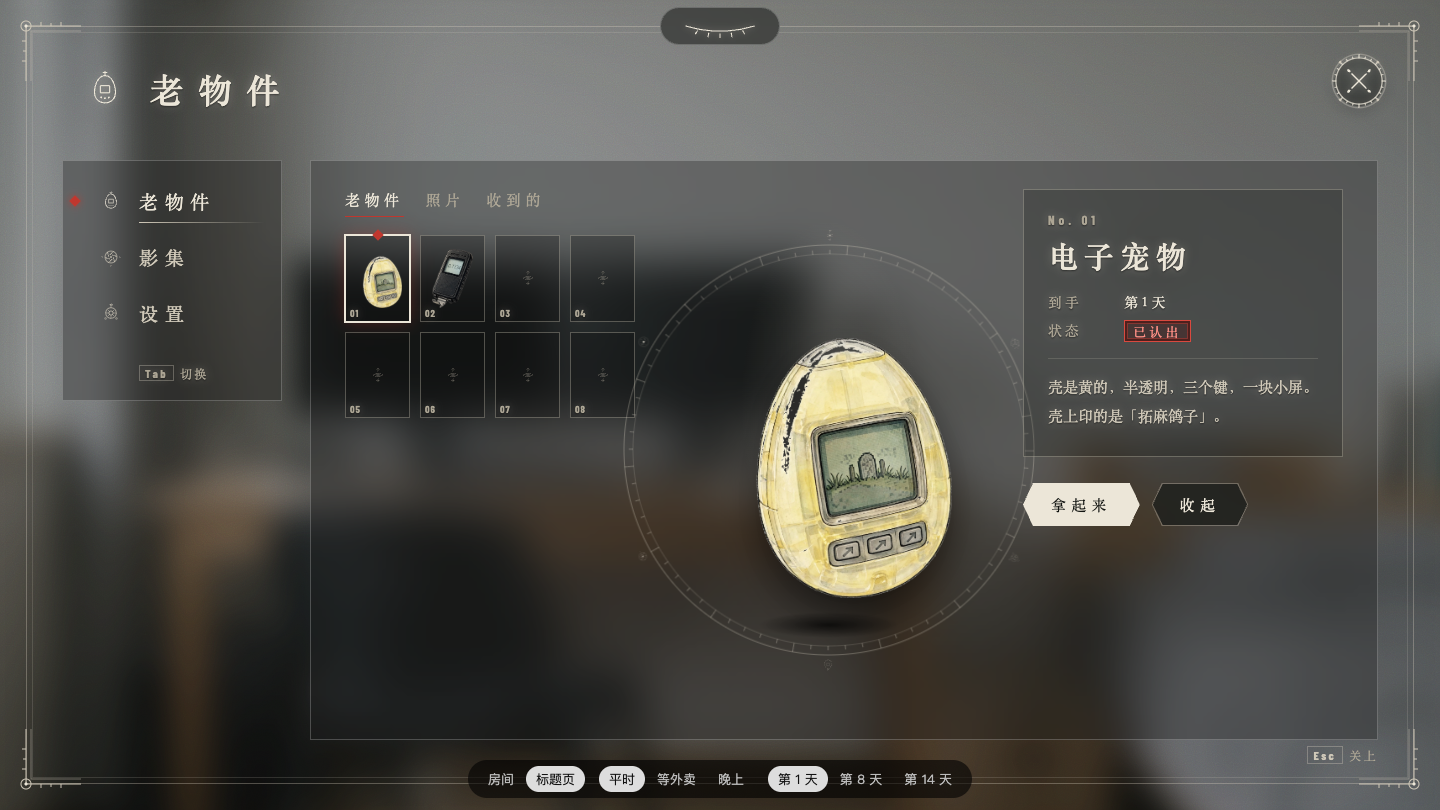 老物件
老物件
影集
设置
Tab 切换
老物件 照片 收到的
01 02 03 04
05 06 07 08
No. 01
电子宠物
到手 第 1 天
状态 已认出
壳是黄的，半透明，三个键，一块小屏。
壳上印的是「拓麻鸽子」。
拿起来 收起
Esc 关上
房间 标题页 平时 等外卖 晚上 第 1 天 第 8 天 第 14 天